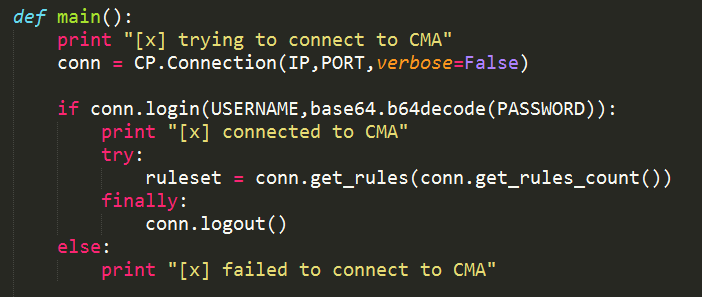 def main():
    print "[x] trying to connect to CMA"
    conn = CP.Connection(IP,PORT,verbose=False)
    if conn.login(USERNAME,base64.b64decode(PASSWORD)):
        print "[x] connected to CMA"
        try:
            ruleset = conn.get_rules(conn.get_rules_count())
        finally:
            conn.logout()
    else:
        print "[x] failed to connect to CMA"